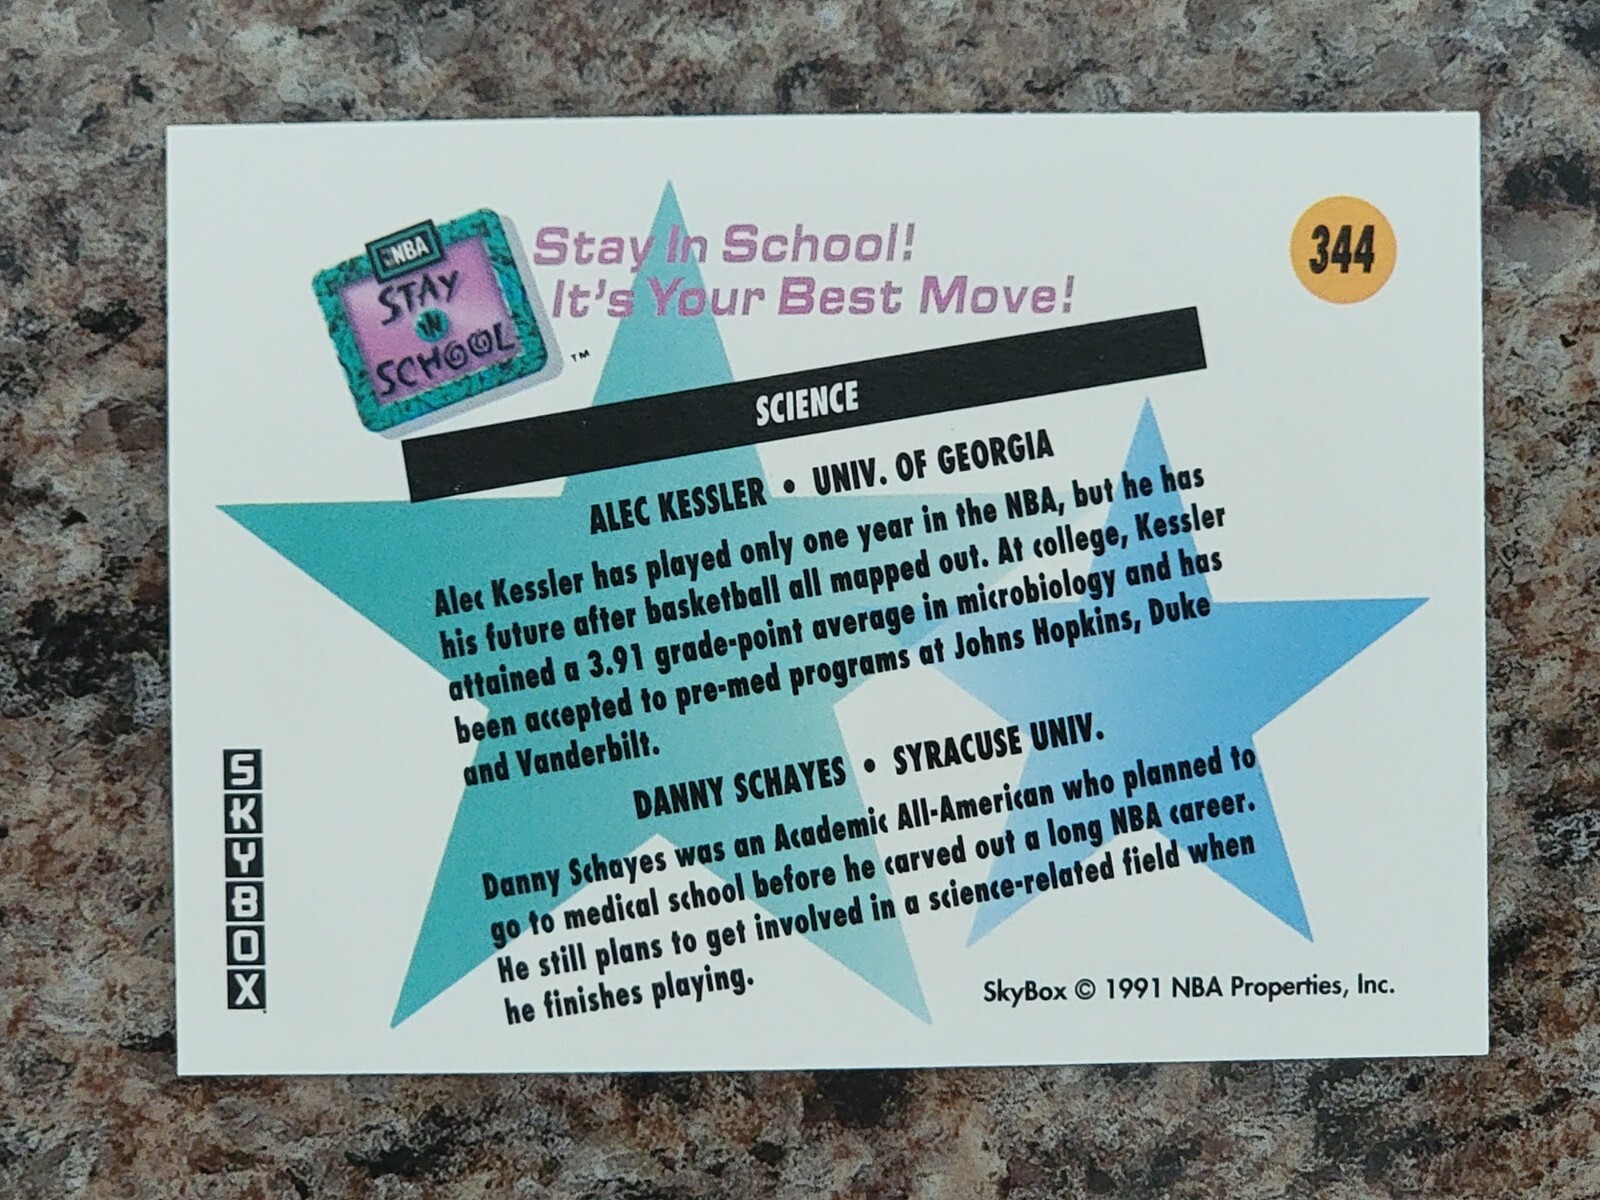 NBA
STAY
IN
SCHOOL
TM
Stay In School!
It's Your Best Move!
344
SCIENCE
ALEC KESSLER • UNIV. OF GEORGIA
Alec Kessler has played only one year in the NBA, but he has
his future after basketball all mapped out. At college, Kessler
attained a 3.91 grade-point average in microbiology and has
been accepted to pre-med programs at Johns Hopkins, Duke
and Vanderbilt.
DANNY SCHAYES • SYRACUSE UNIV.
Danny Schayes was an Academic All-American who planned to
go to medical school before he carved out a long NBA career.
He still plans to get involved in a science-related field when
he finishes playing.
SKYBOX
SkyBox © 1991 NBA Properties, Inc.